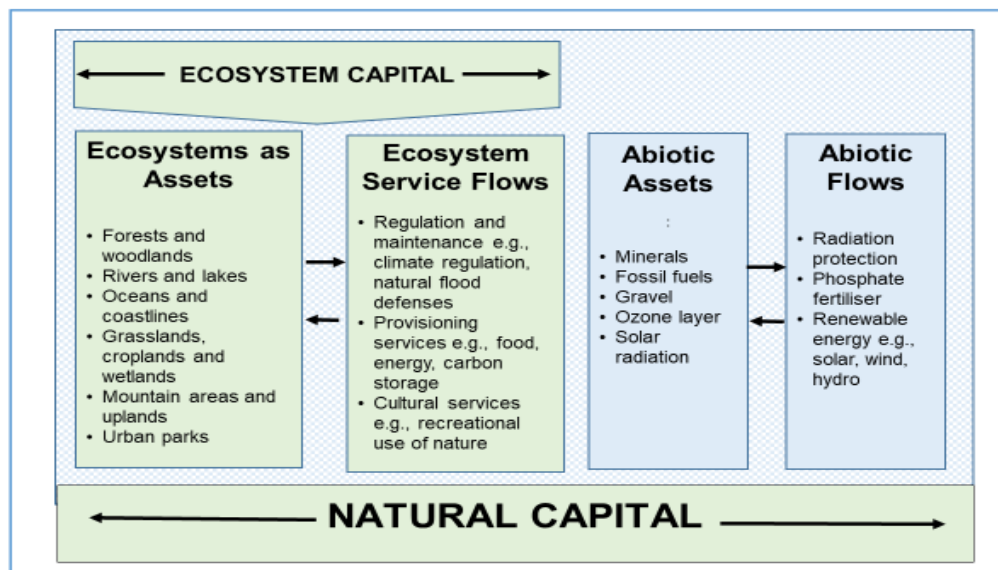 ECOSYSTEM CAPITAL
Ecosystems as
Assets
• Forests and
woodlands
• Rivers and lakes
• Oceans and
coastlines
• Grasslands,
croplands and
wetlands
• Mountain areas and
uplands
• Urban parks
Ecosystem
Service Flows
• Regulation and
maintenance e.g.,
climate regulation,
natural flood
defenses
• Provisioning
services e.g., food,
energy, carbon
storage
• Cultural services
e.g., recreational
use of nature
Abiotic
Assets
:
• Minerals
• Fossil fuels
• Gravel
• Ozone layer
• Solar
radiation
Abiotic
Flows
• Radiation
protection
• Phosphate
fertiliser
• Renewable
energy e.g.,
solar, wind,
hydro
NATURAL CAPITAL